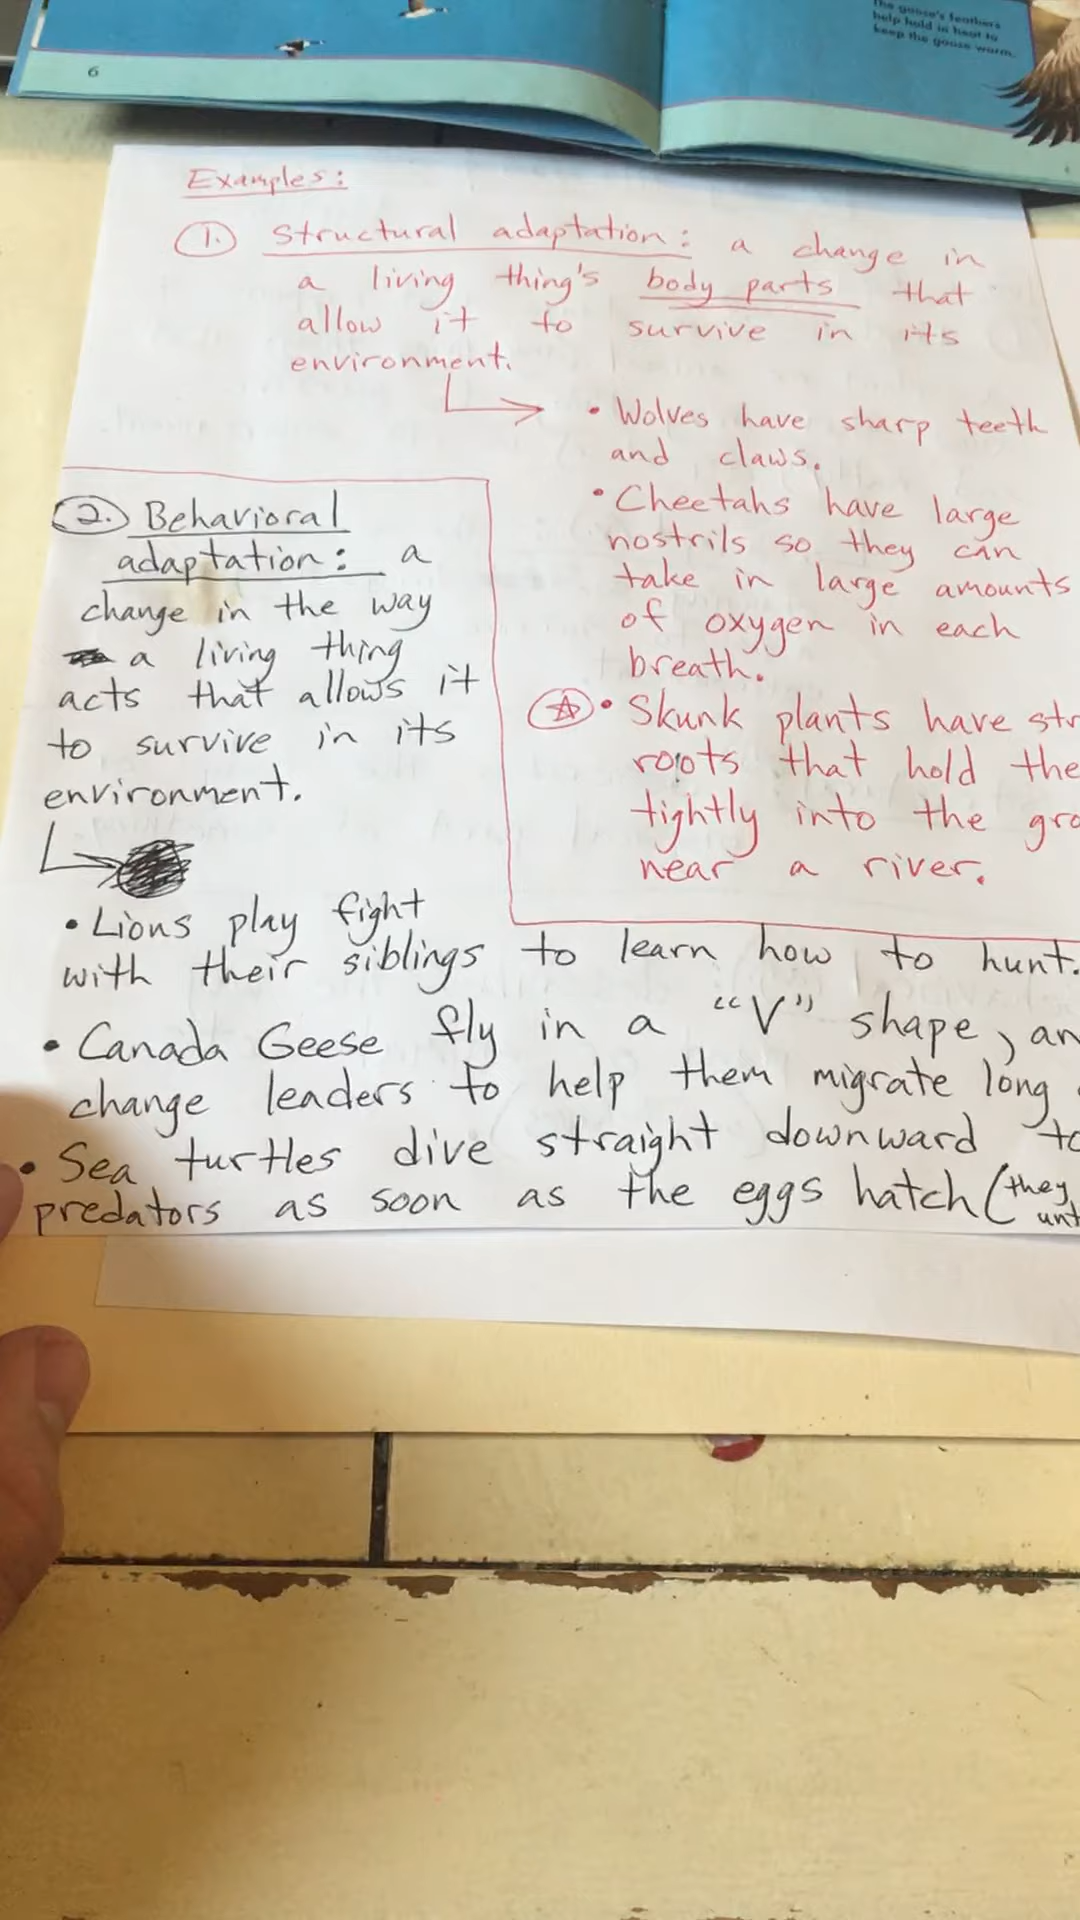 The goose's feathers
help hold in heat to
keep the goose warm.
6
Examples:
1. Structural adaptation: a change in
a living thing's body parts that
allow it to survive in its
environment.
• Wolves have sharp teeth
and claws.
• Cheetahs have large
nostrils so they can
take in large amounts
of oxygen in each
breath.
• Skunk plants have str
roots that hold the
tightly into the gro
near a river.
2. Behavioral
adaptation: a
change in the way
a living thing
acts that allows it
to survive in its
environment.
• Lions play fight
with their siblings to learn how to hunt.
• Canada Geese fly in a "V" shape, an
change leaders to help them migrate long
• Sea turtles dive straight downward to
predators as soon as the eggs hatch (they
unt